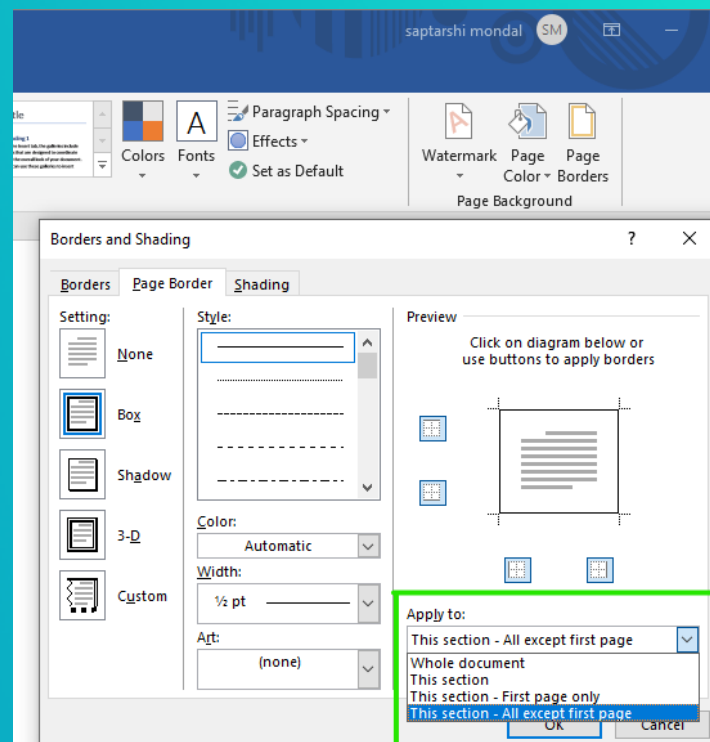 saptarshi mondal SM
Paragraph Spacing
Effects
Set as Default
Colors Fonts
Watermark Page Page
Color Borders
Page Background
Borders and Shading ? ×
Borders Page Border Shading
Setting:
None
Box
Shadow
3-D
Custom
Style:
Color:
Automatic
Width:
½ pt
Art:
(none)
Preview
Click on diagram below or
use buttons to apply borders
Apply to:
This section - All except first page
Whole document
This section
This section - First page only
This section - All except first page
OK Cancel